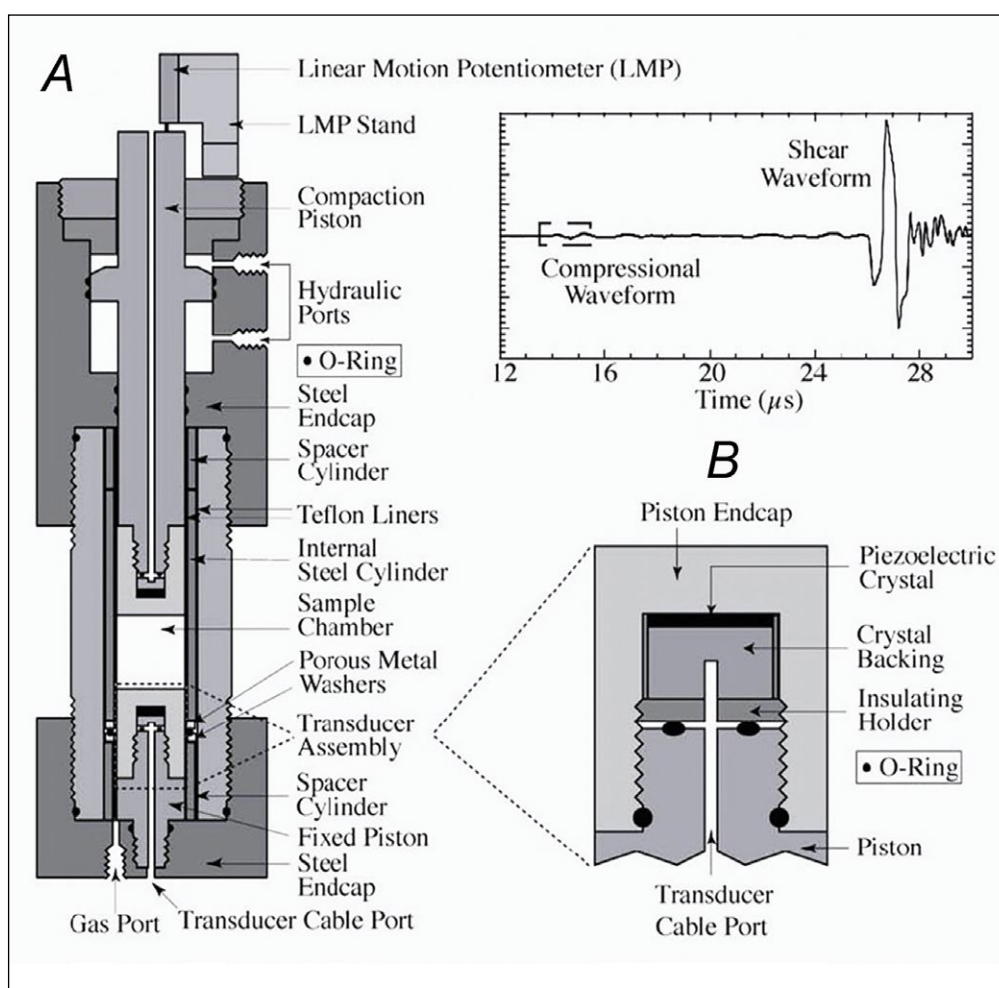 A
Linear Motion Potentiometer (LMP)
LMP Stand
Compaction
Piston
Hydraulic
Ports
• O-Ring
Steel
Endcap
Spacer
Cylinder
Teflon Liners
Internal
Steel Cylinder
Sample
Chamber
Porous Metal
Washers
Transducer
Assembly
Spacer
Cylinder
Fixed Piston
Steel
Endcap
Gas Port
Transducer Cable Port
Shear
Waveform
Compressional
Waveform
12 16 20 24 28
Time (μs)
B
Piston Endcap
Piezoelectric
Crystal
Crystal
Backing
Insulating
Holder
• O-Ring
Piston
Transducer
Cable Port